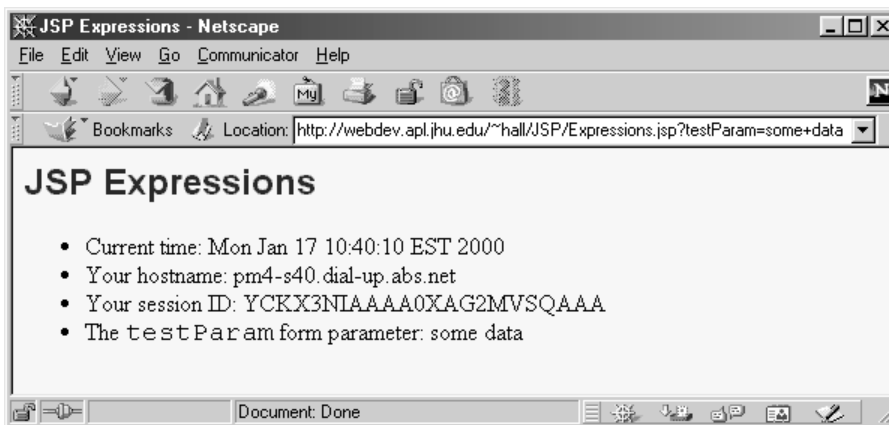 JSP Expressions - Netscape
File Edit View Go Communicator Help
My
N
Bookmarks Location: http://webdev.apl.jhu.edu/~hall/JSP/Expressions.jsp?testParam=some+data
JSP Expressions
• Current time: Mon Jan 17 10:40:10 EST 2000
• Your hostname: pm4-s40.dial-up.abs.net
• Your session ID: YCKX3NIAAAA0XAG2MVSQAAA
• The testParam form parameter: some data
Document: Done